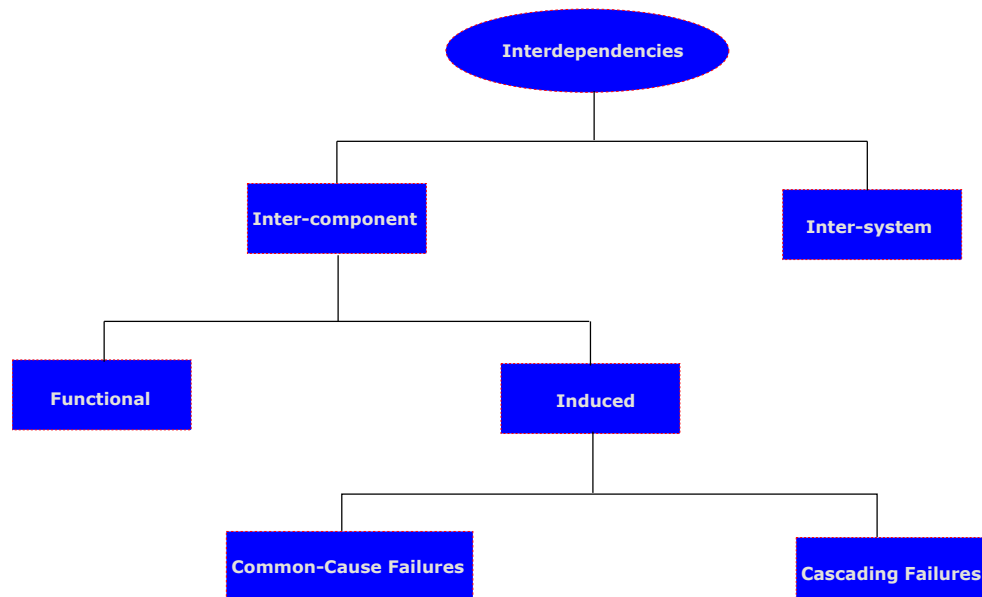 Interdependencies
Inter-component
Inter-system
Functional
Induced
Common-Cause Failures
Cascading Failures